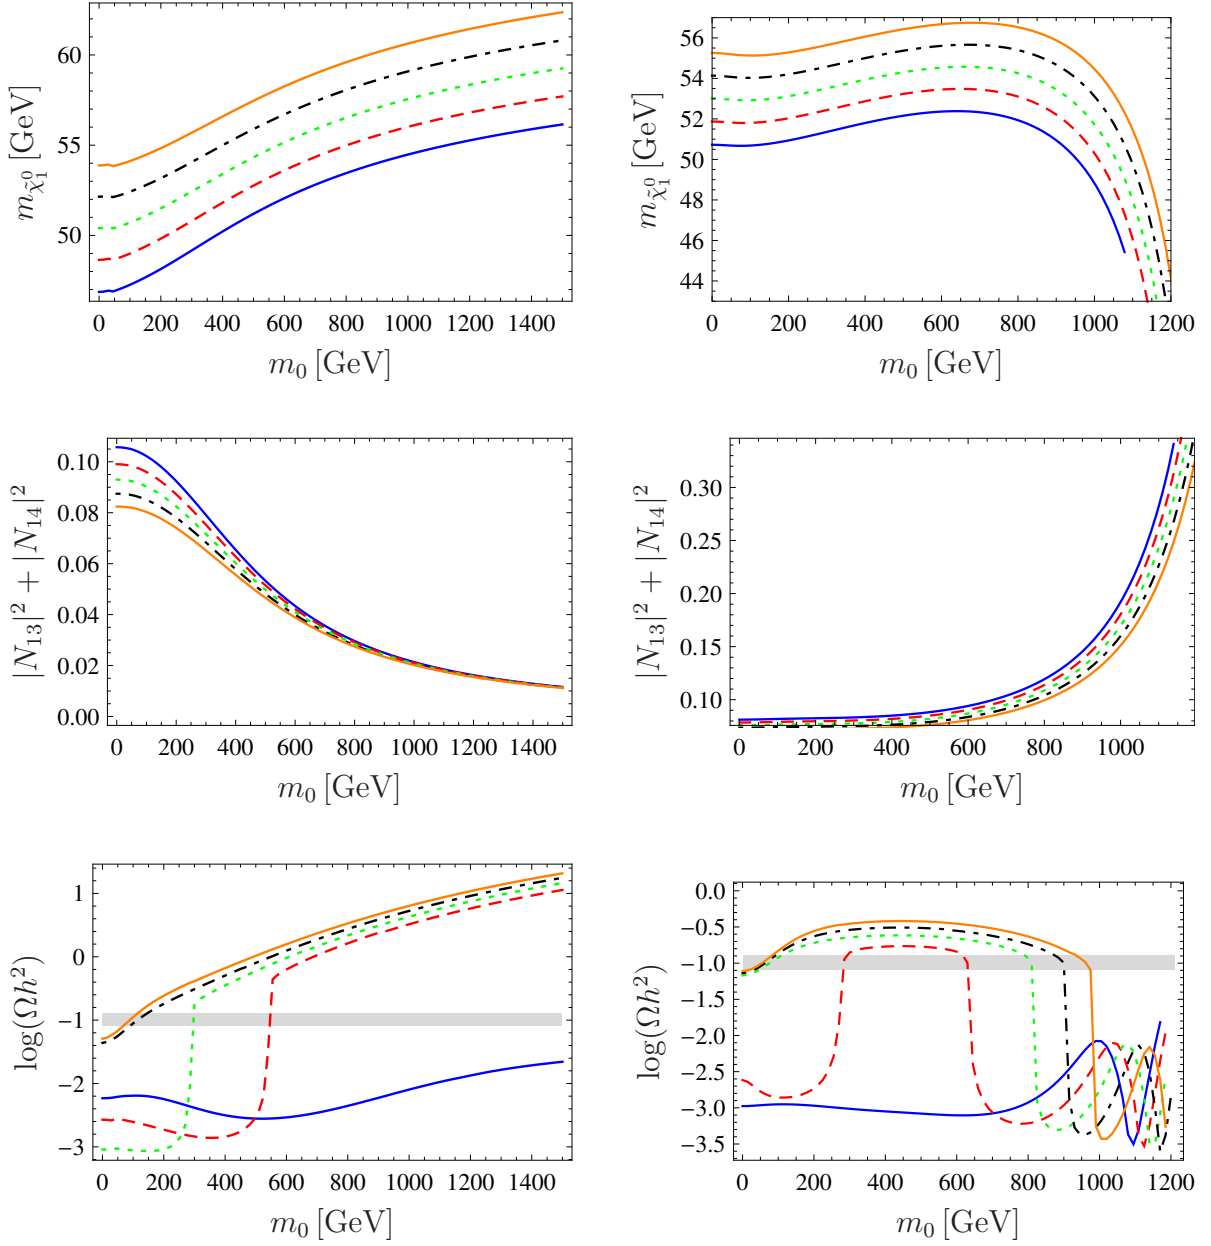 m_{\tilde{\chi}_1^0} [GeV]
60
55
50
0 200 400 600 800 1000 1200 1400
m_0 [GeV]
m_{\tilde{\chi}_1^0} [GeV]
56
54
52
50
48
46
44
0 200 400 600 800 1000 1200
m_0 [GeV]
|N_{13}|^2 + |N_{14}|^2
0.10
0.08
0.06
0.04
0.02
0.00
0 200 400 600 800 1000 1200 1400
m_0 [GeV]
|N_{13}|^2 + |N_{14}|^2
0.30
0.25
0.20
0.15
0.10
0 200 400 600 800 1000
m_0 [GeV]
log(Ωh^2)
1
0
−1
−2
−3
0 200 400 600 800 1000 1200 1400
m_0 [GeV]
log(Ωh^2)
0.0
−0.5
−1.0
−1.5
−2.0
−2.5
−3.0
−3.5
0 200 400 600 800 1000 1200
m_0 [GeV]